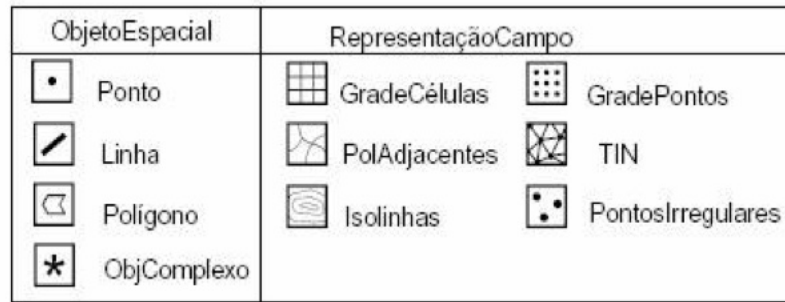 ObjetoEspacial
RepresentaçãoCampo
Ponto
GradeCélulas
GradePontos
Linha
PolAdjacentes
TIN
Polígono
Isolinhas
PontosIrregulares
ObjComplexo